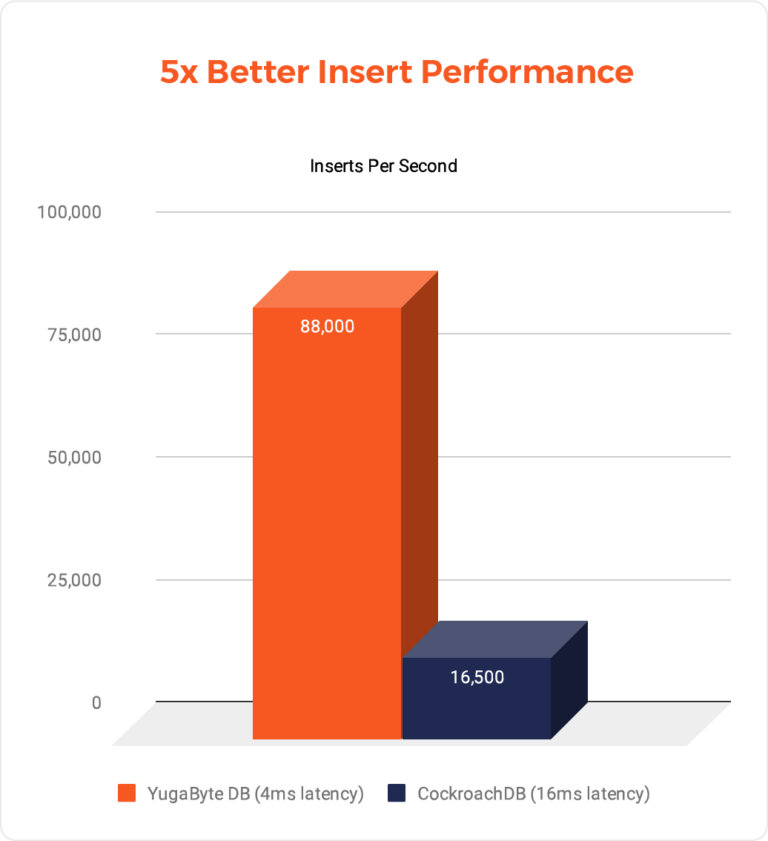 5x Better Insert Performance
Inserts Per Second
100,000
88,000
75,000
50,000
25,000
16,500
0
YugaByte DB (4ms latency) CockroachDB (16ms latency)